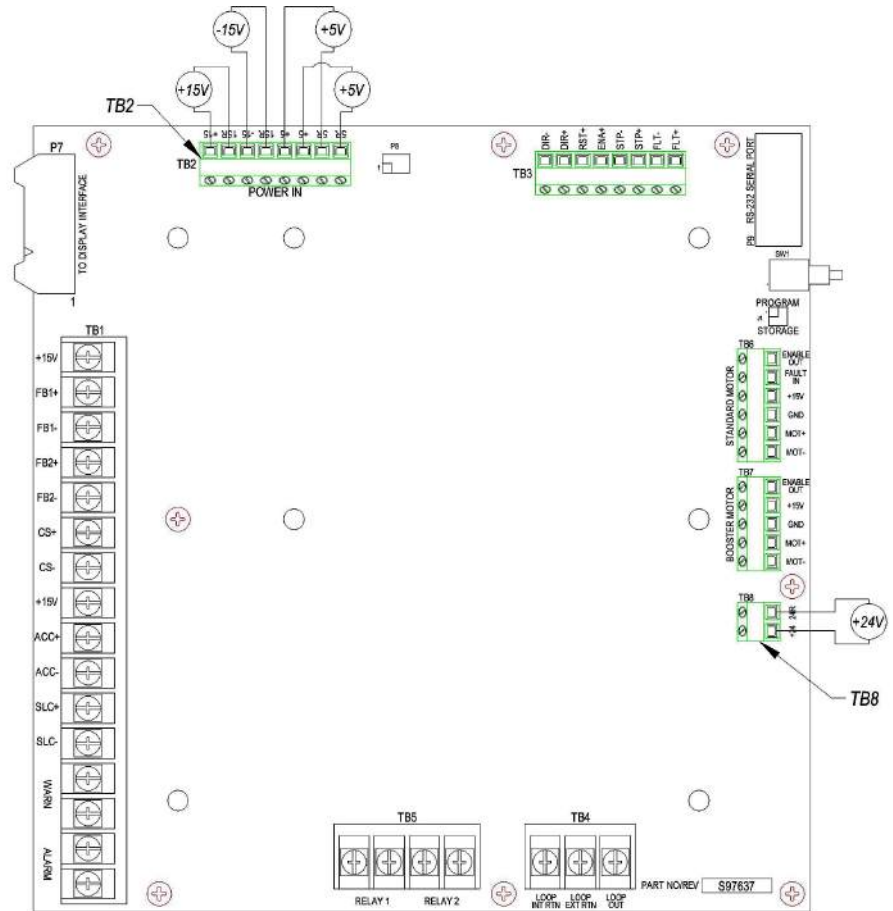 -15V
+5V
+15V
+5V
TB2
+15
15R
-15
15R
+5
+5
5R
5R
TB2
POWER IN
P8
DIR-
DIR+
RST+
ENA+
STP-
STP+
FLT-
FLT+
TB3
P9 RS-232 SERIAL PORT
P7
TO DISPLAY INTERFACE
1
SW1
PROGRAM
STORAGE
TB1
+15V
FB1+
FB1-
FB2+
FB2-
CS+
CS-
+15V
ACC+
ACC-
SLC+
SLC-
WARN
ALARM
TB6
STANDARD MOTOR
ENABLE
OUT
FAULT
IN
+15V
GND
MOT+
MOT-
TB7
BOOSTER MOTOR
ENABLE
OUT
+15V
GND
MOT+
MOT-
TB8
24R
+24
+24V
TB8
TB5
RELAY 1
RELAY 2
TB4
LOOP
INT RTN
LOOP
EXT RTN
LOOP
OUT
PART NO/REV
S97637